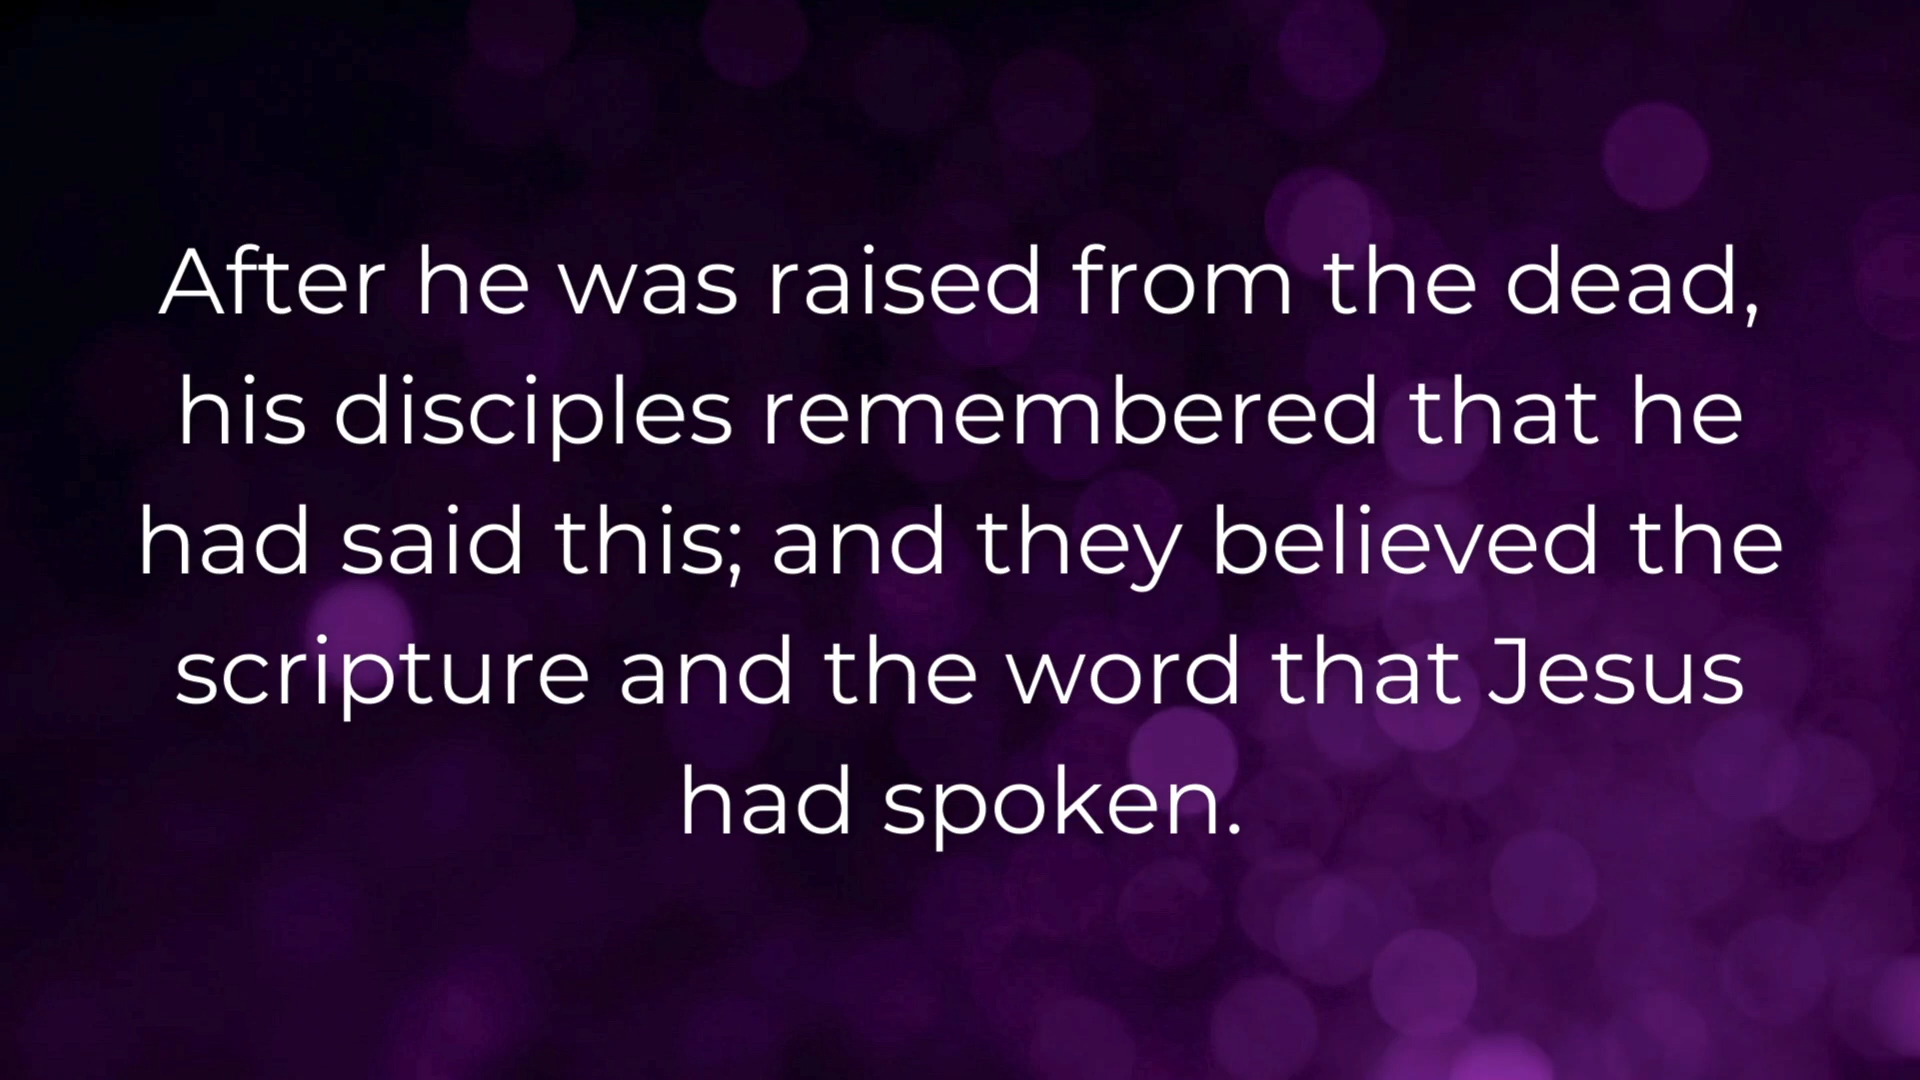 After he was raised from the dead,
his disciples remembered that he
had said this; and they believed the
scripture and the word that Jesus
had spoken.